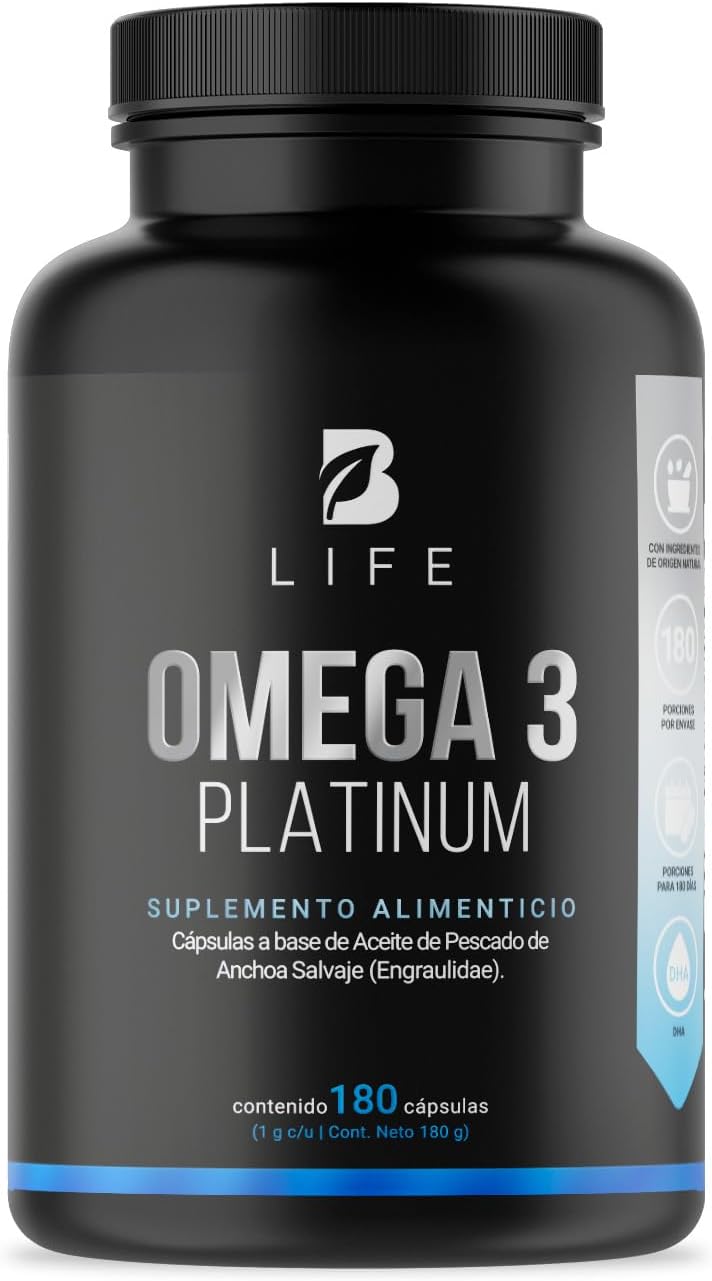 B
LIFE
OMEGA 3
PLATINUM
SUPLEMENTO ALIMENTICIO
Cápsulas a base de Aceite de Pescado de
Anchoa Salvaje (Engraulidae).
contenido 180 cápsulas
(1 g c/u | Cont. Neto 180 g)
CON INGREDIENTES
DE ORIGEN NATURAL
180
PORCIONES
POR ENVASE
PORCIONES
PARA 180 DÍAS
DHA
DHA